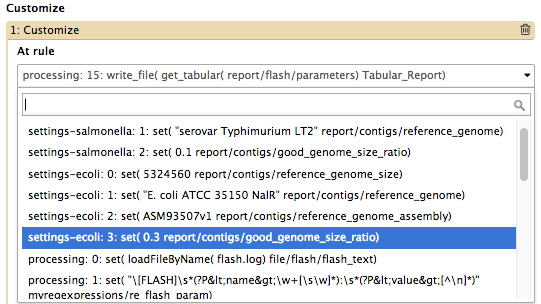 Customize
1: Customize
At rule
processing: 15: write_file( get_tabular( report/flash/parameters) Tabular_Report)
settings-salmonella: 1: set( "serovar Typhimurium LT2" report/contigs/reference_genome)
settings-salmonella: 2: set( 0.1 report/contigs/good_genome_size_ratio)
settings-ecoli: 0: set( 5324560 report/contigs/reference_genome_size)
settings-ecoli: 1: set( "E. coli ATCC 35150 NalR" report/contigs/reference_genome)
settings-ecoli: 2: set( ASM93507v1 report/contigs/reference_genome_assembly)
settings-ecoli: 3: set( 0.3 report/contigs/good_genome_size_ratio)
processing: 0: set( loadFileByName( flash.log) file/flash/flash_text)
processing: 1: set( "\[FLASH]\s*(?P&lt;name&gt;\w+[\s\w]*):\s*(?P&lt;value&gt;[^\n]*)"
myregexpressions/re_flash_param)